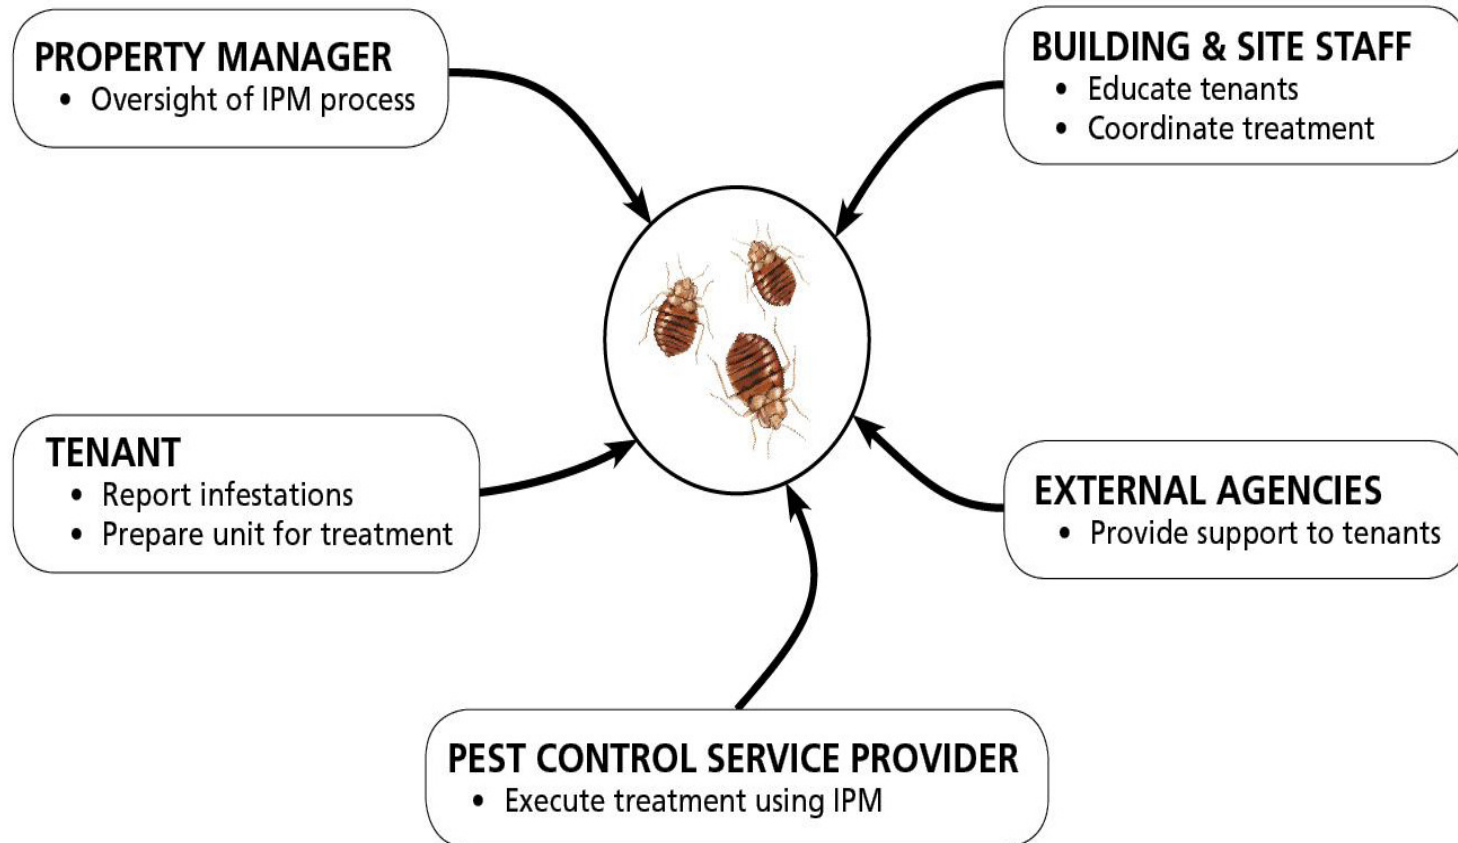 PROPERTY MANAGER
• Oversight of IPM process
BUILDING & SITE STAFF
• Educate tenants
• Coordinate treatment
TENANT
• Report infestations
• Prepare unit for treatment
EXTERNAL AGENCIES
• Provide support to tenants
PEST CONTROL SERVICE PROVIDER
• Execute treatment using IPM